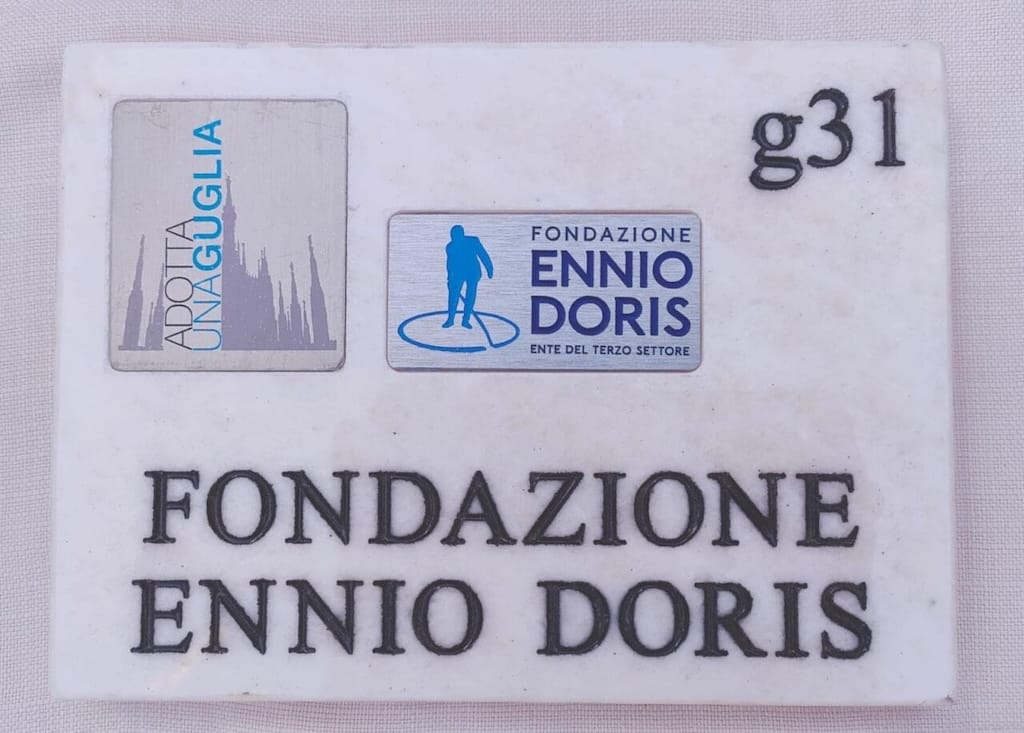 ADOTTA
UNAGUGLIA
g31
FONDAZIONE
ENNIO
DORIS
ENTE DEL TERZO SETTORE
FONDAZIONE
ENNIO DORIS